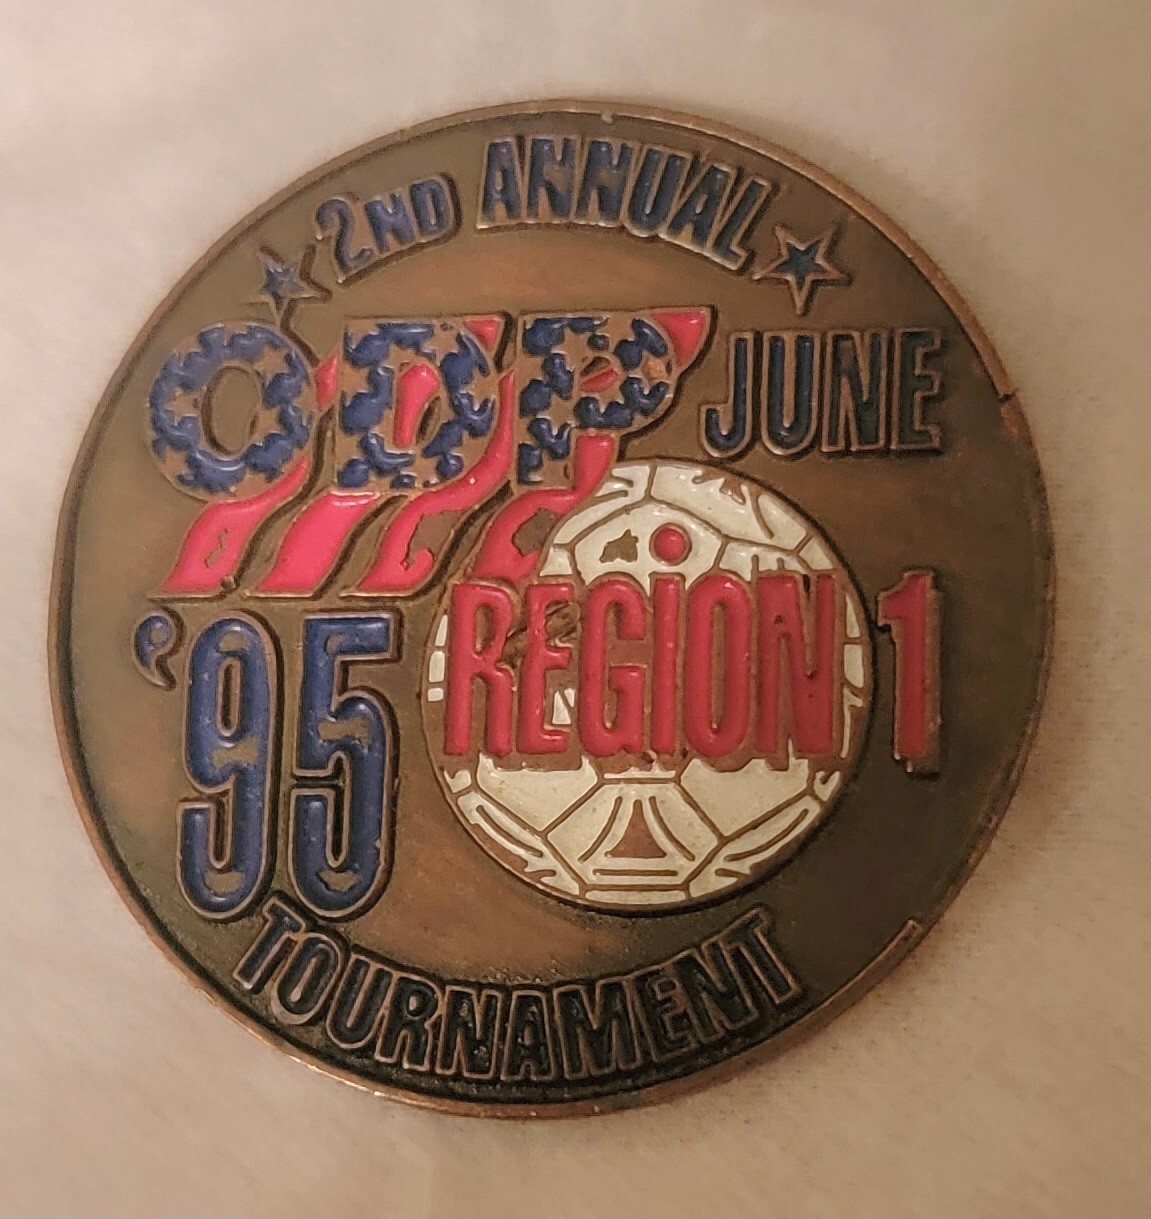 2ND ANNUAL
ODP JUNE
'95 REGION 1
TOURNAMENT